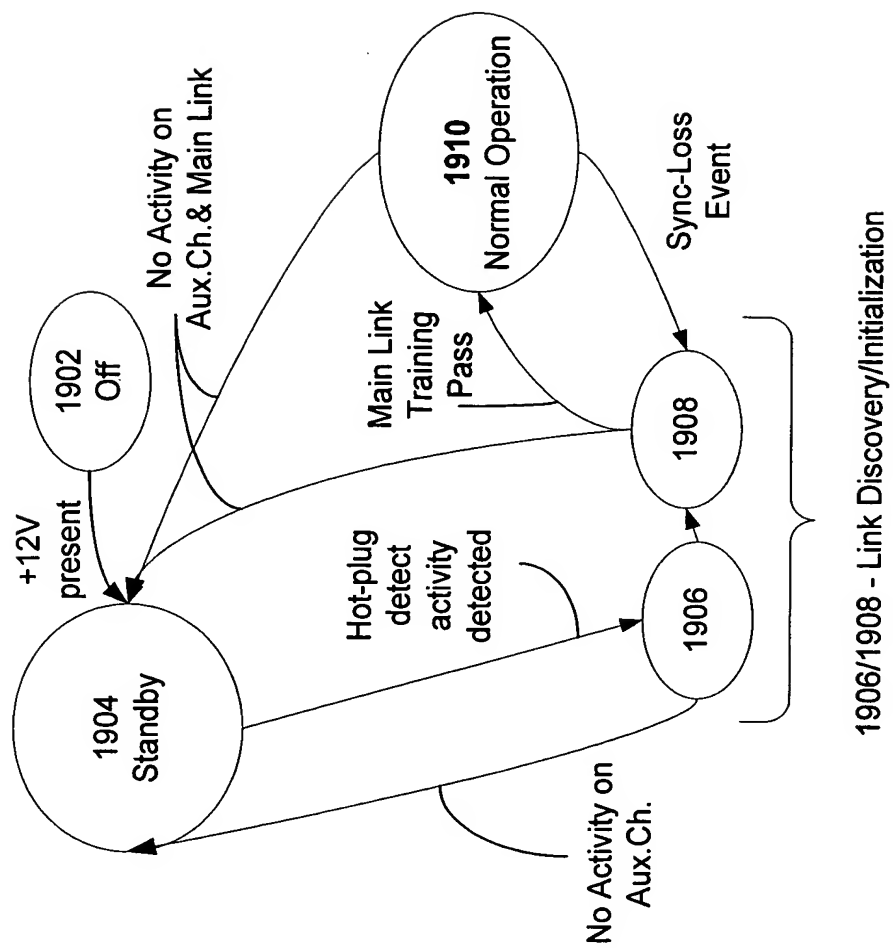 1902
Off
+12V
present
No Activity on
Aux.Ch.& Main Link
1904
Standby
1910
Normal Operation
Hot-plug
detect
activity
detected
Main Link
Training
Pass
Sync-Loss
Event
No Activity on
Aux.Ch.
1906
1908
1906/1908 - Link Discovery/Initialization